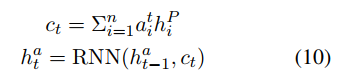 c_t = Σ_{i=1}^{n} a_i^t h_i^P
h_t^a = RNN(h_{t-1}^a, c_t) (10)